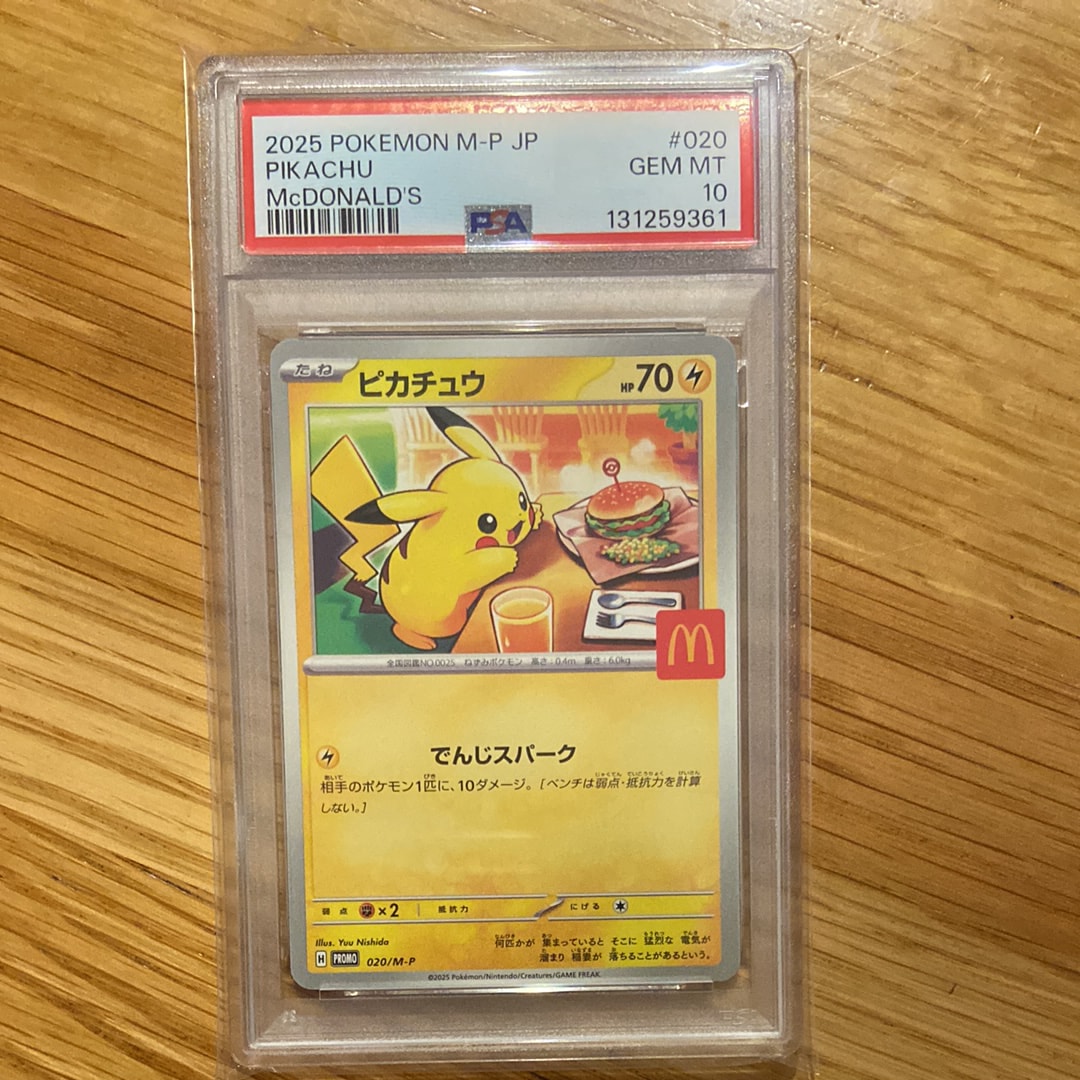 2025 POKEMON M-P JP #020
PIKACHU GEM MT
McDONALD'S 10
PSA 131259361
たね ピカチュウ HP 70
全国図鑑NO.0025 ねずみポケモン 高さ:0.4m 重さ:6.0kg
でんじスパーク
相手のポケモン1匹に、10ダメージ。[ベンチは弱点・抵抗力を計算
しない。]
弱点 ×2 抵抗力 にげる
Illus. Yuu Nishida
何匹かが 集まっていると そこに 猛烈な 電気が
溜まり 稲妻が 落ちることがあるという。
H PROMO 020/M-P
©2025 Pokémon/Nintendo/Creatures/GAME FREAK.